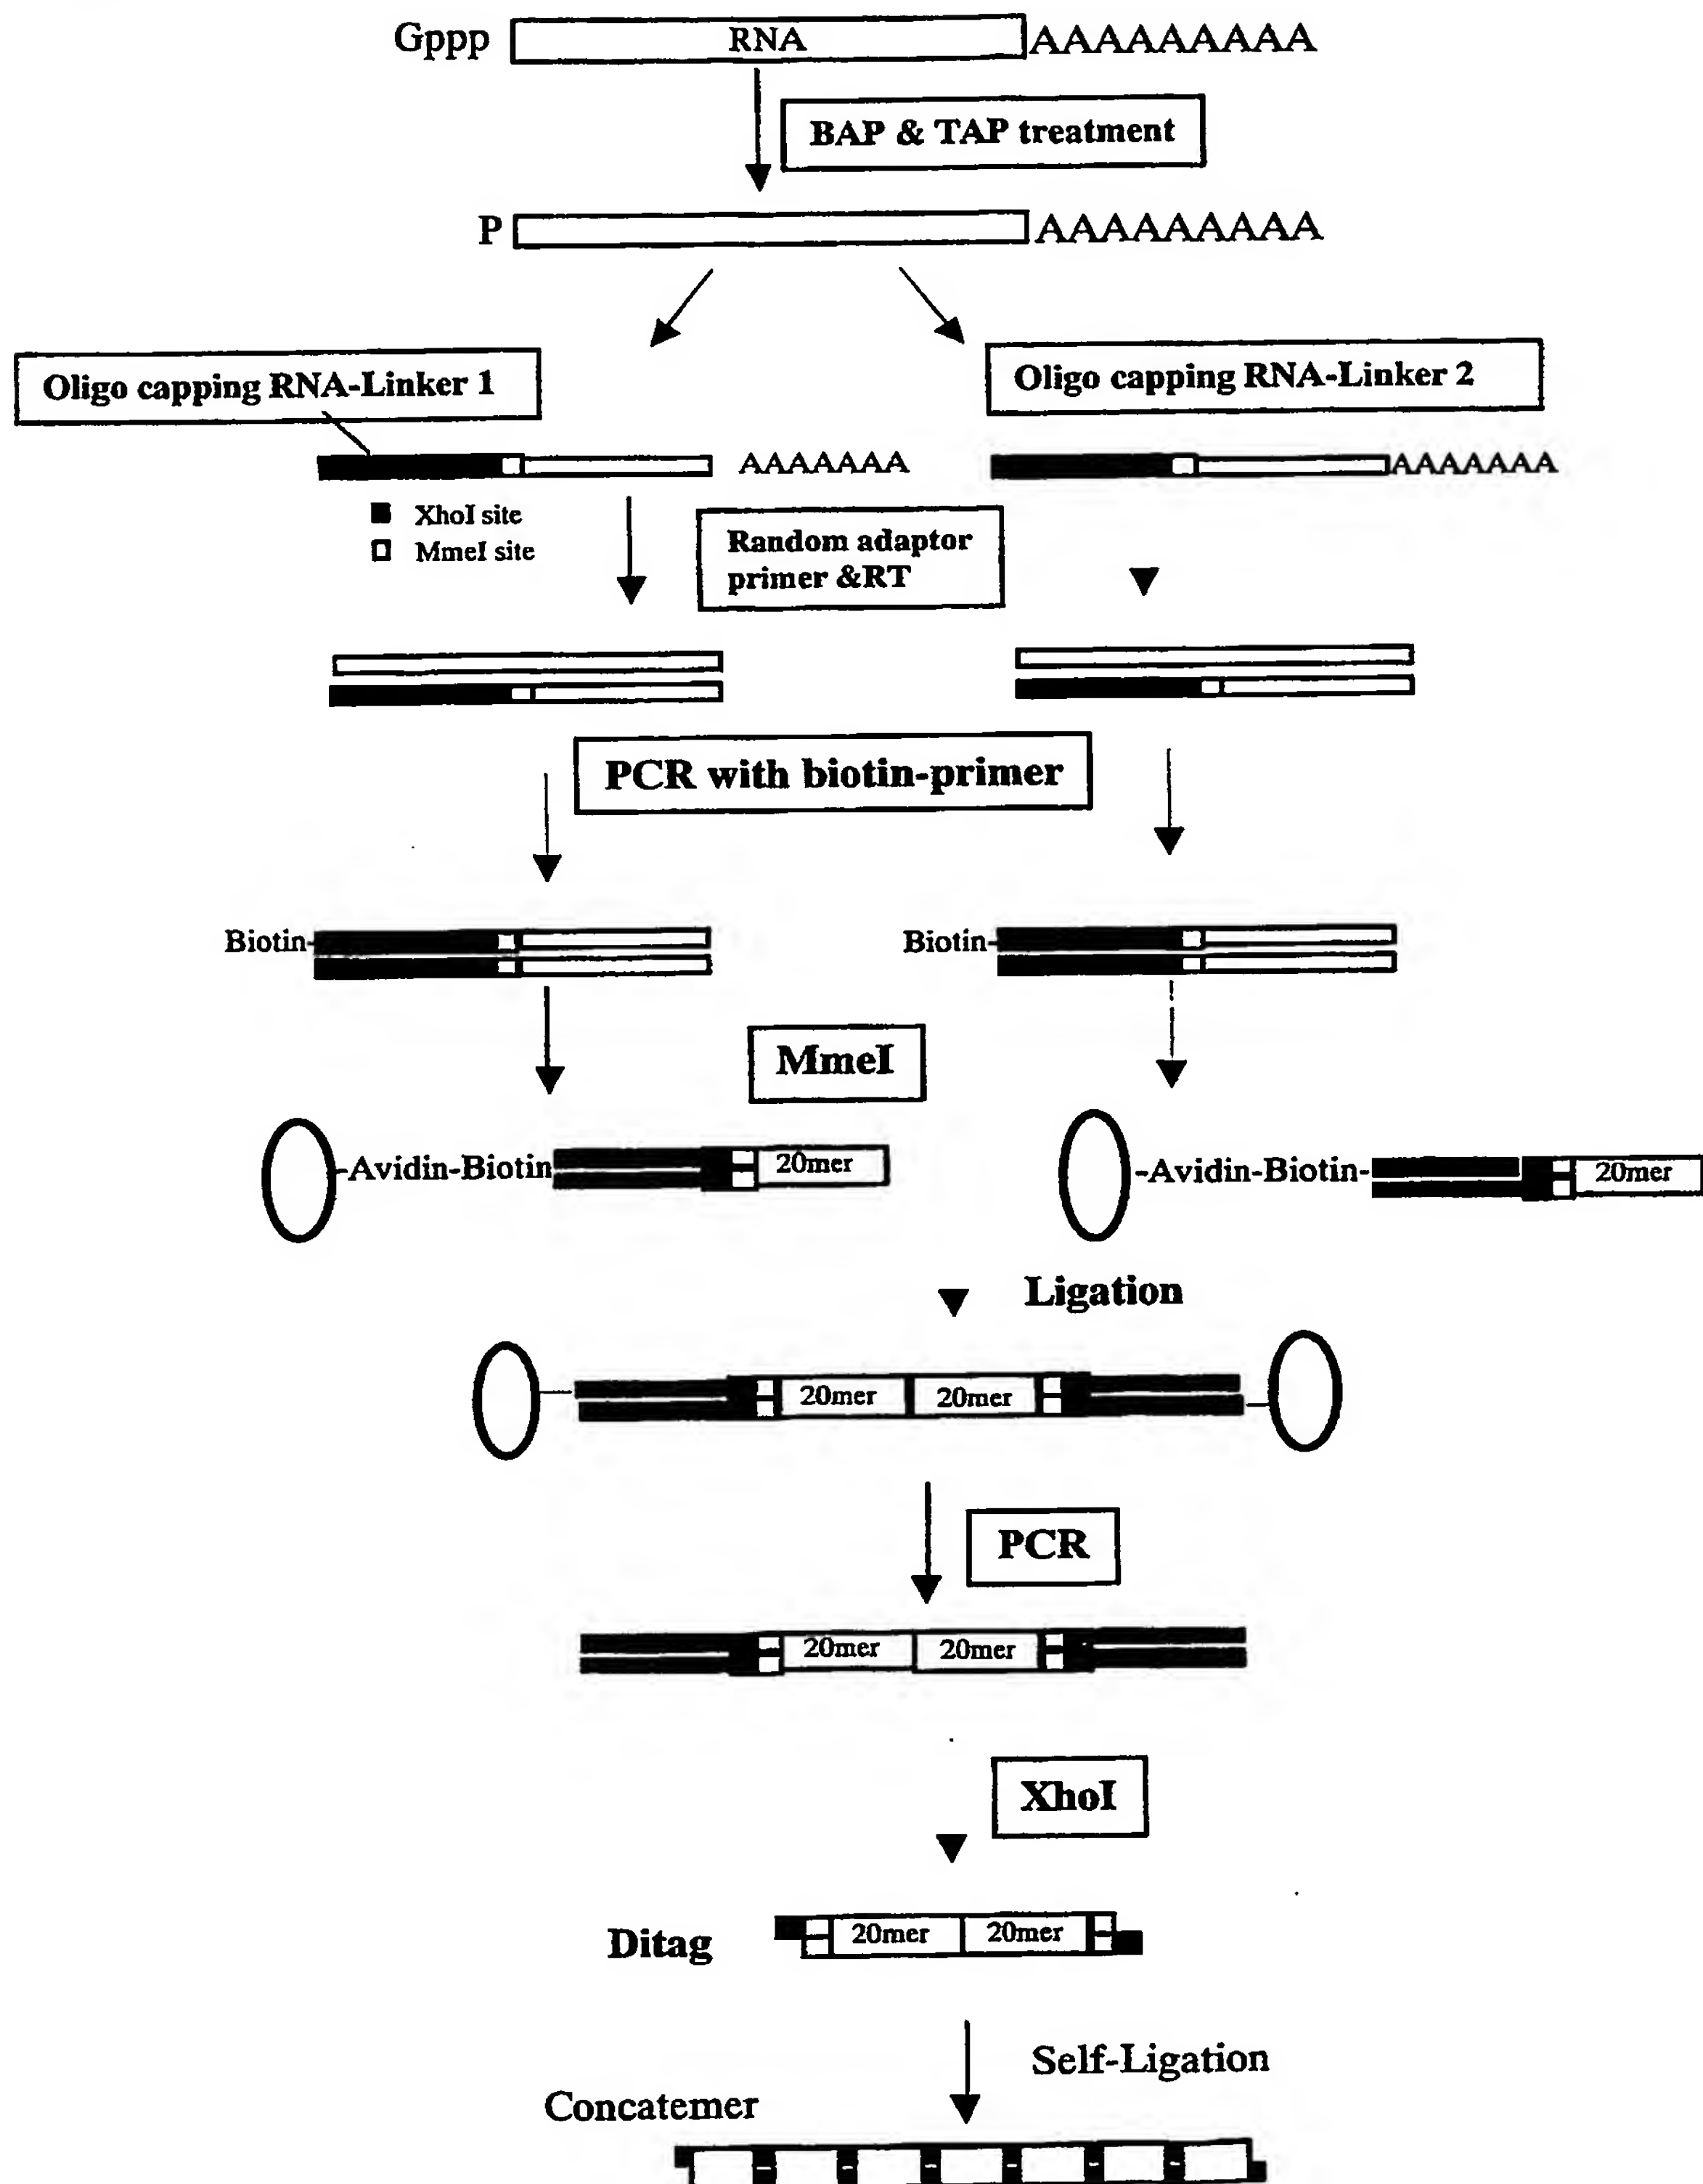 Gppp RNA AAAAAAAAA
BAP & TAP treatment
P AAAAAAAAA
Oligo capping RNA-Linker 1
Oligo capping RNA-Linker 2
AAAAAAA
AAAAAAA
XhoI site
MmeI site
Random adaptor
primer &RT
PCR with biotin-primer
Biotin-
Biotin-
MmeI
-Avidin-Biotin 20mer
-Avidin-Biotin- 20mer
Ligation
20mer 20mer
PCR
20mer 20mer
XhoI
Ditag 20mer 20mer
Self-Ligation
Concatemer